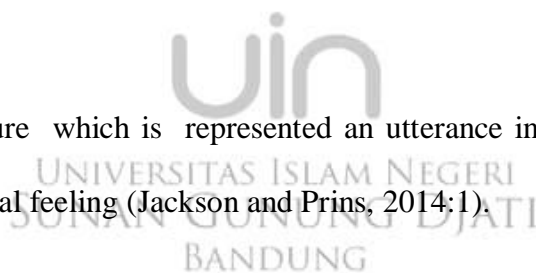 uin
ure which is represented an utterance in
UNIVERSITAS ISLAM NEGERI
al feeling (Jackson and Prins, 2014:1).
SUNAN GUNUNG DJATI
BANDUNG